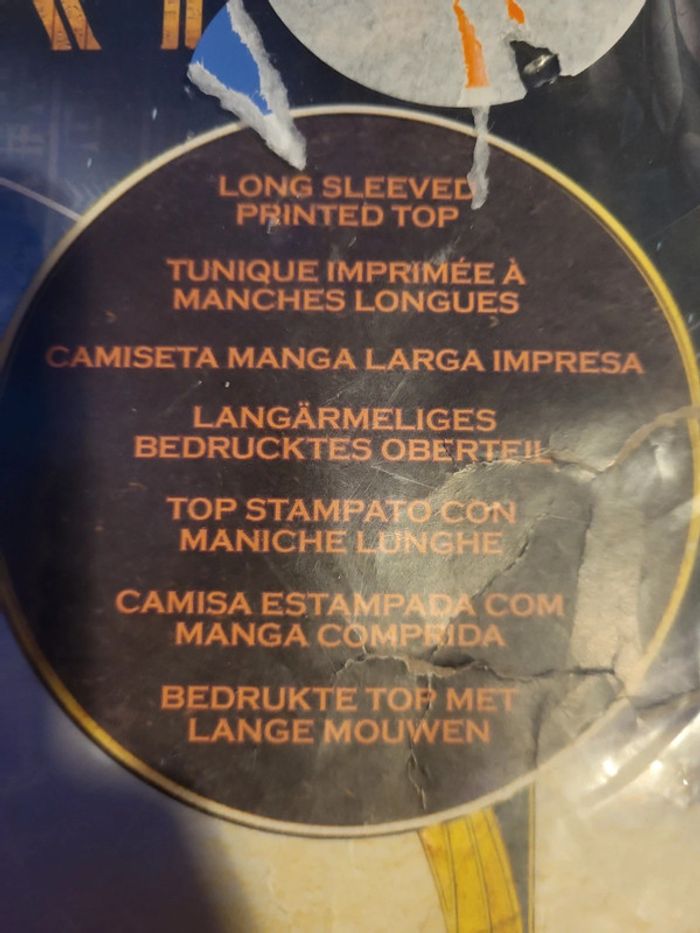 LONG SLEEVED
PRINTED TOP
TUNIQUE IMPRIMÉE À
MANCHES LONGUES
CAMISETA MANGA LARGA IMPRESA
LANGÄRMELIGES
BEDRUCKTES OBERTEIL
TOP STAMPATO CON
MANICHE LUNGHE
CAMISA ESTAMPADA COM
MANGA COMPRIDA
BEDRUKTE TOP MET
LANGE MOUWEN